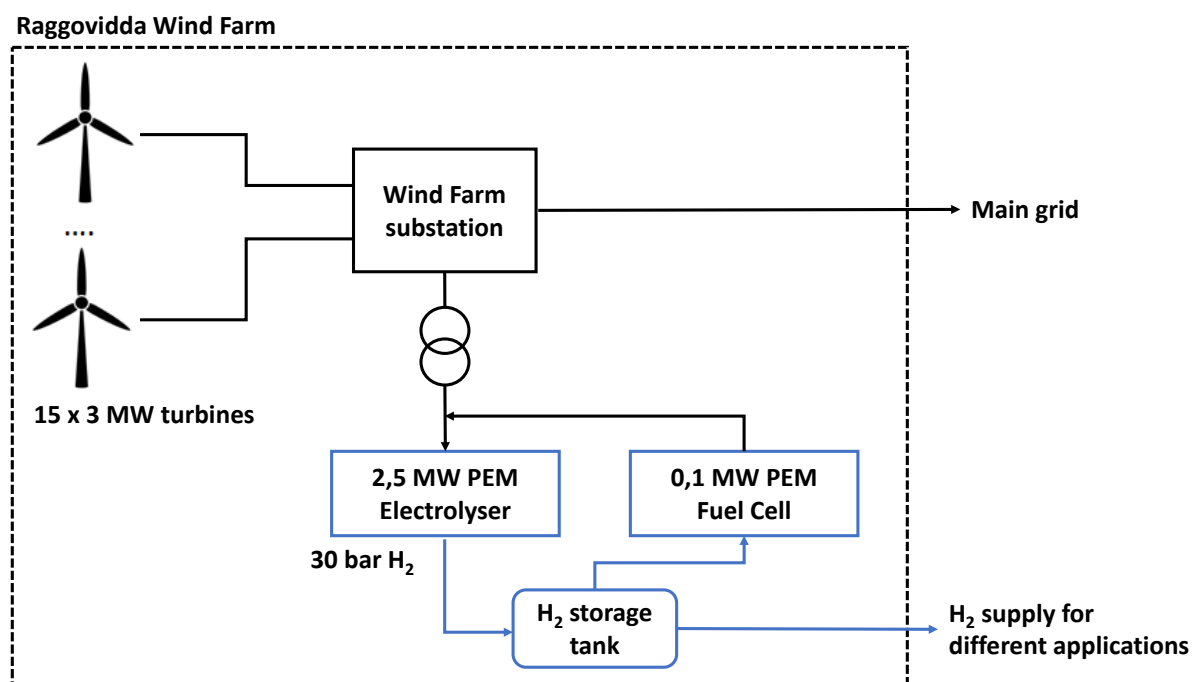 Raggovidda Wind Farm
....
15 x 3 MW turbines
Wind Farm
substation
Main grid
2,5 MW PEM
Electrolyser
0,1 MW PEM
Fuel Cell
30 bar H₂
H₂ storage
tank
H₂ supply for
different applications